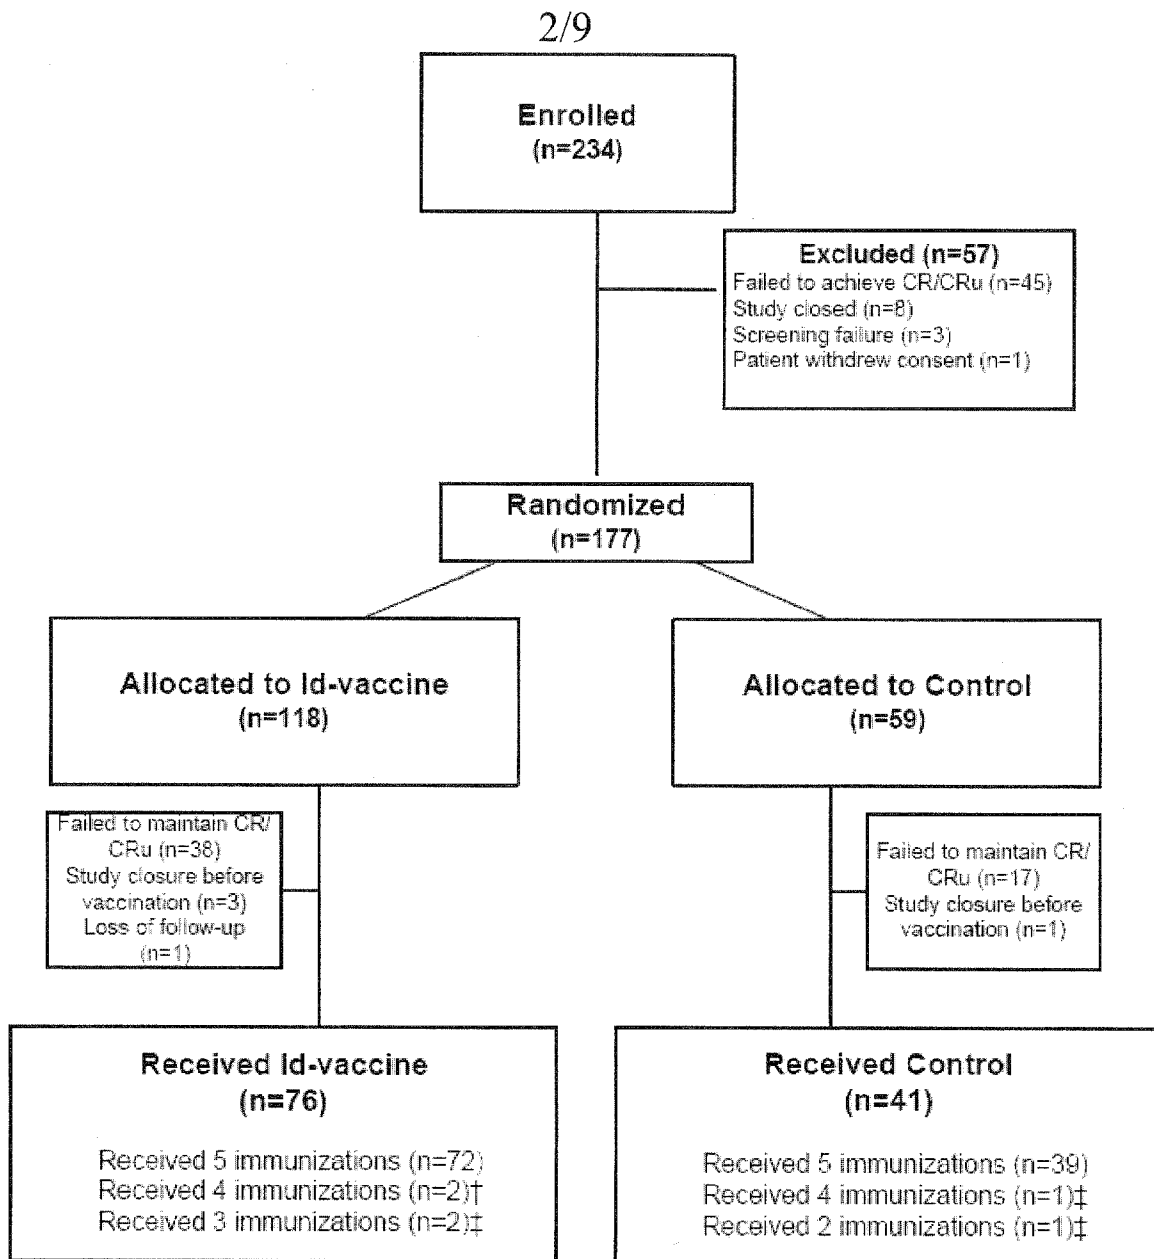 2/9
Enrolled
(n=234)
Excluded (n=57)
Failed to achieve CR/CRu (n=45)
Study closed (n=8)
Screening failure (n=3)
Patient withdrew consent (n=1)
Randomized
(n=177)
Allocated to Id-vaccine
(n=118)
Allocated to Control
(n=59)
Failed to maintain CR/
CRu (n=38)
Study closure before
vaccination (n=3)
Loss of follow-up
(n=1)
Failed to maintain CR/
CRu (n=17)
Study closure before
vaccination (n=1)
Received Id-vaccine
(n=76)
Received 5 immunizations (n=72)
Received 4 immunizations (n=2)†
Received 3 immunizations (n=2)‡
Received Control
(n=41)
Received 5 immunizations (n=39)
Received 4 immunizations (n=1)‡
Received 2 immunizations (n=1)‡